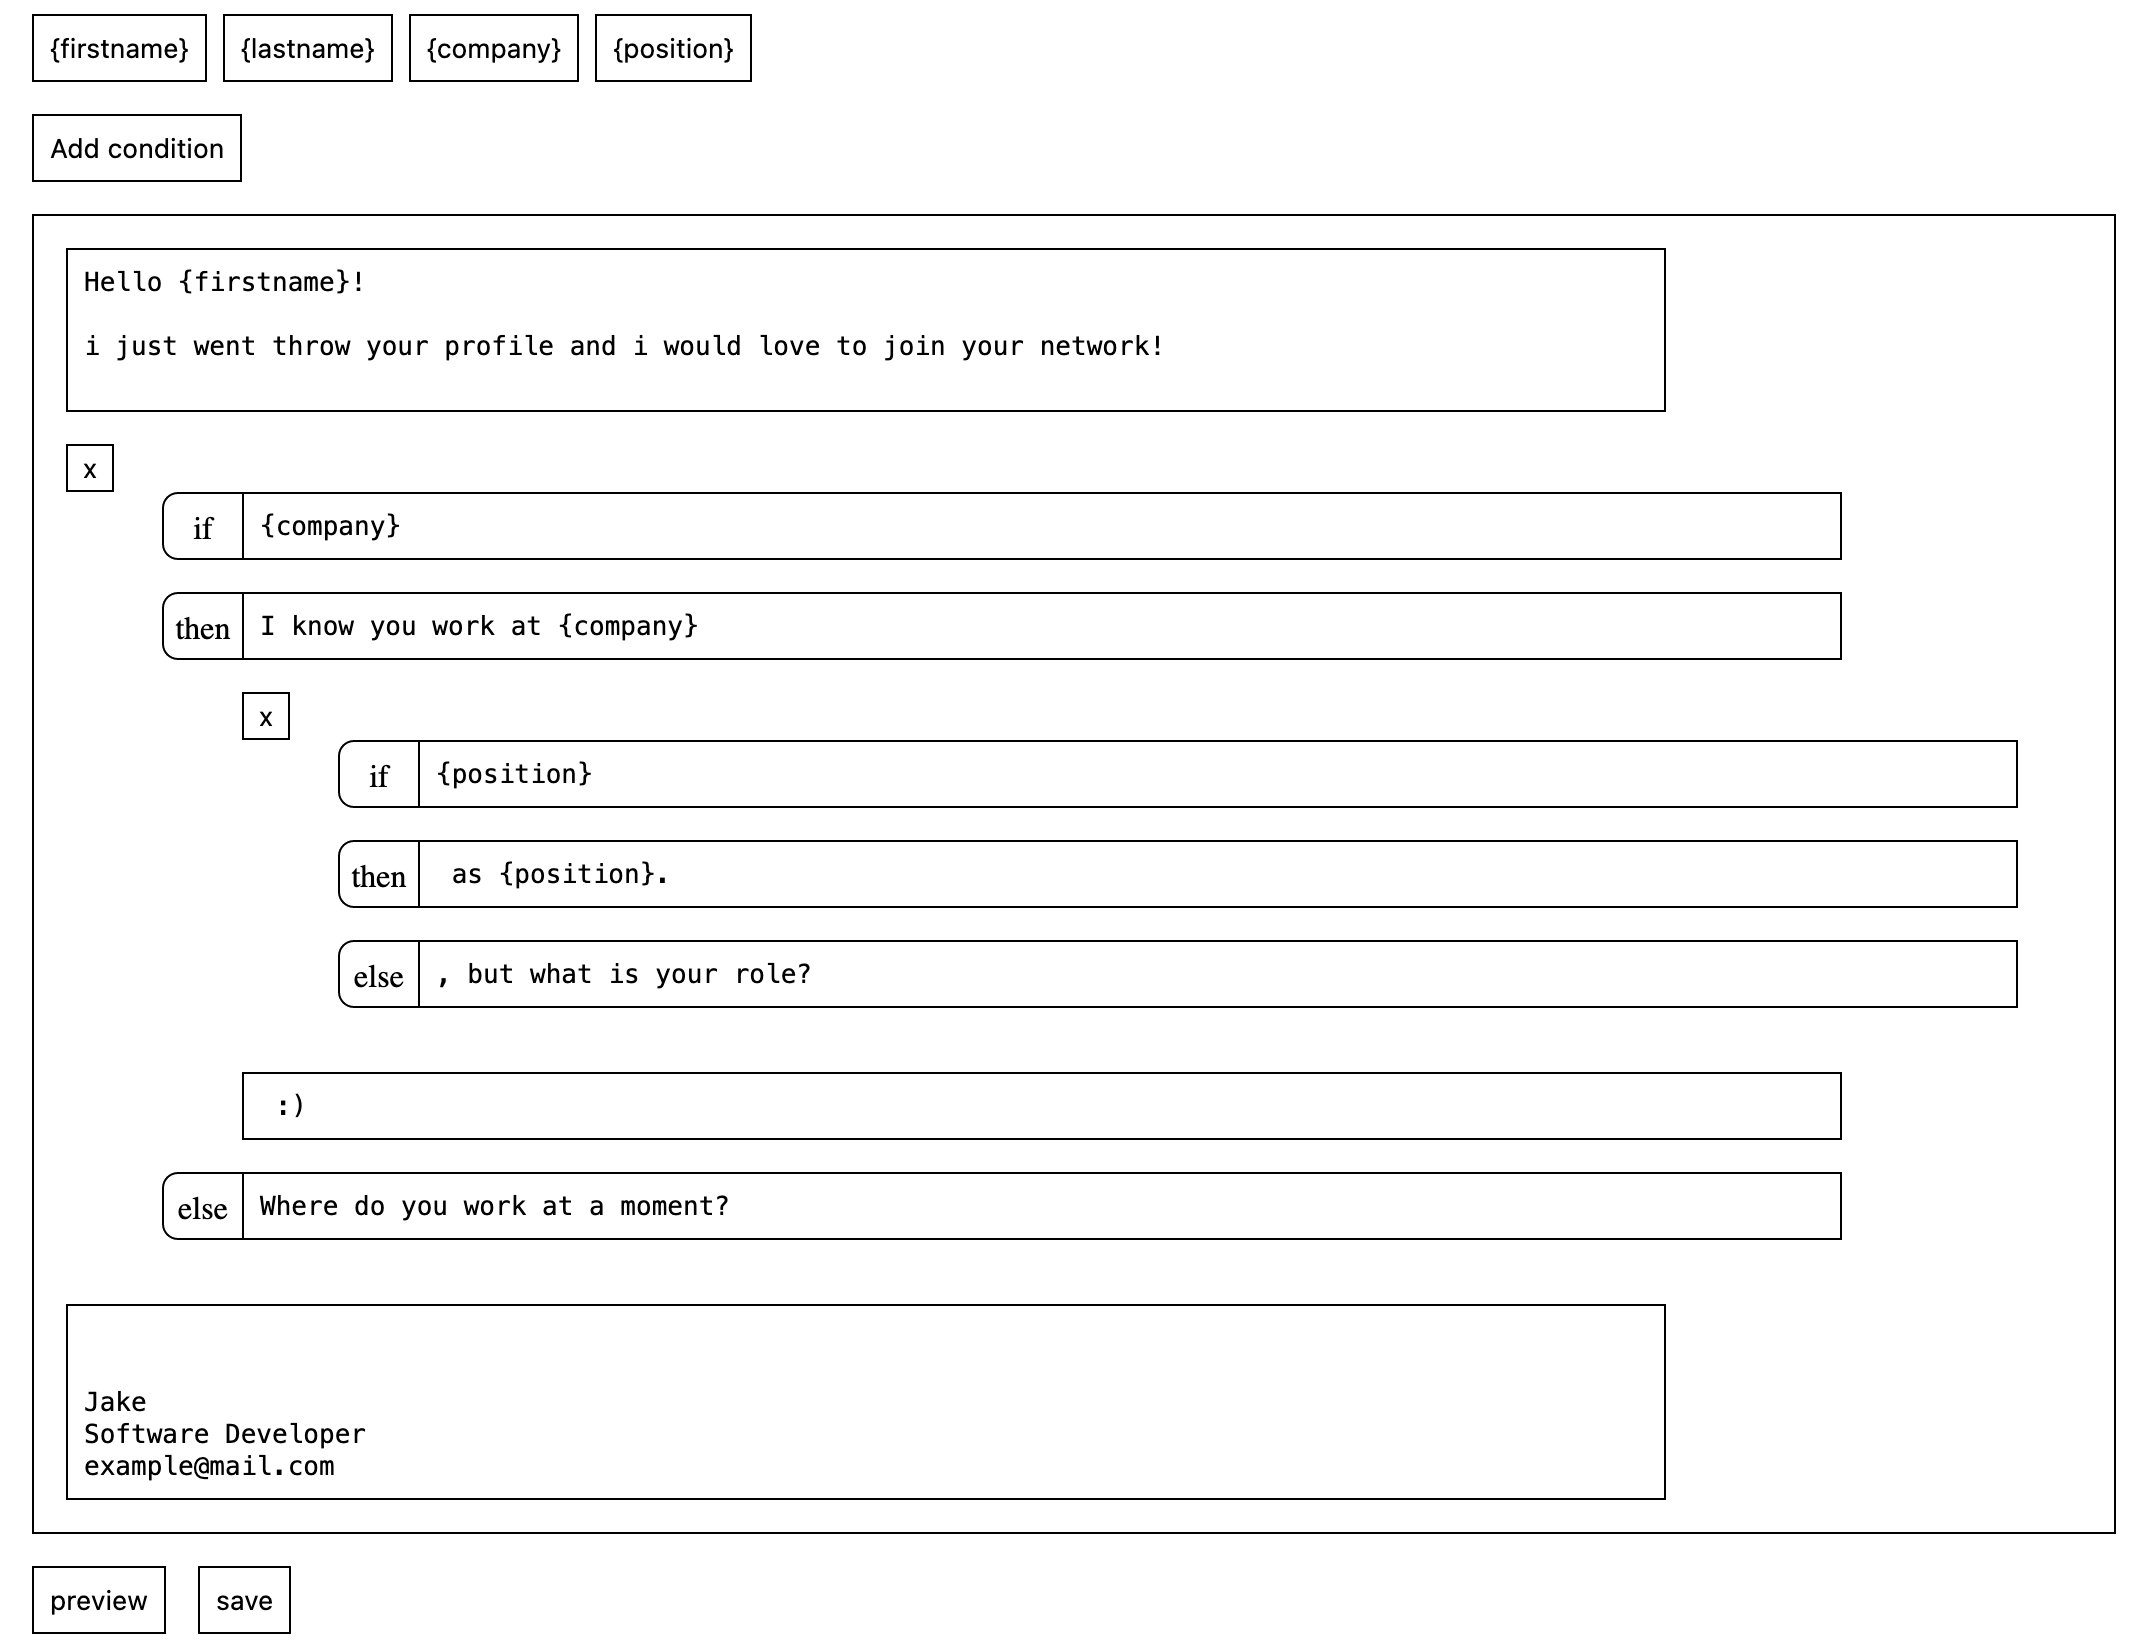 {firstname} {lastname} {company} {position}
Add condition
Hello {firstname}!
i just went throw your profile and i would love to join your network!
x
if {company}
then I know you work at {company}
x
if {position}
then as {position}.
else , but what is your role?
:)
else Where do you work at a moment?
Jake
Software Developer
example@mail.com
preview save